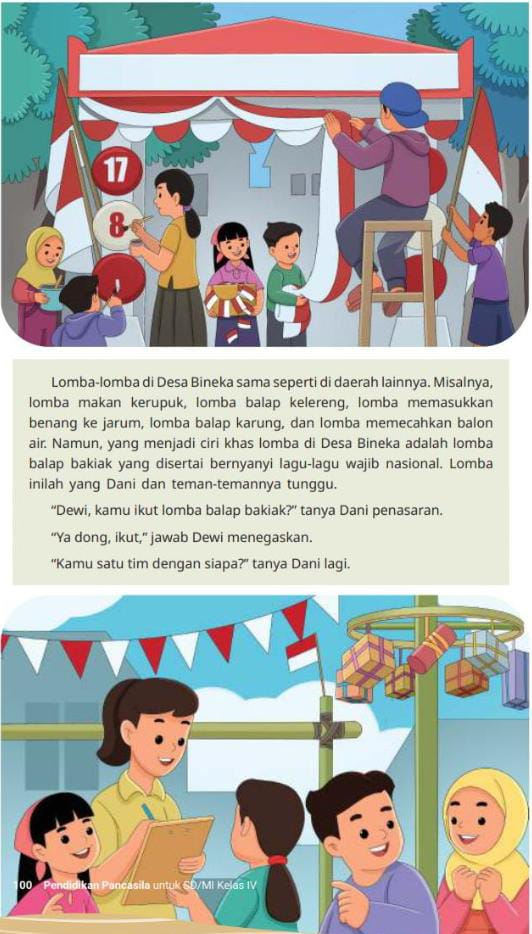 17
8
Lomba-lomba di Desa Bineka sama seperti di daerah lainnya. Misalnya,
lomba makan kerupuk, lomba balap kelereng, lomba memasukkan
benang ke jarum, lomba balap karung, dan lomba memecahkan balon
air. Namun, yang menjadi ciri khas lomba di Desa Bineka adalah lomba
balap bakiak yang disertai bernyanyi lagu-lagu wajib nasional. Lomba
inilah yang Dani dan teman-temannya tunggu.
“Dewi, kamu ikut lomba balap bakiak?” tanya Dani penasaran.
“Ya dong, ikut,” jawab Dewi menegaskan.
“Kamu satu tim dengan siapa?” tanya Dani lagi.
100 Pendidikan Pancasila untuk SD/MI Kelas IV